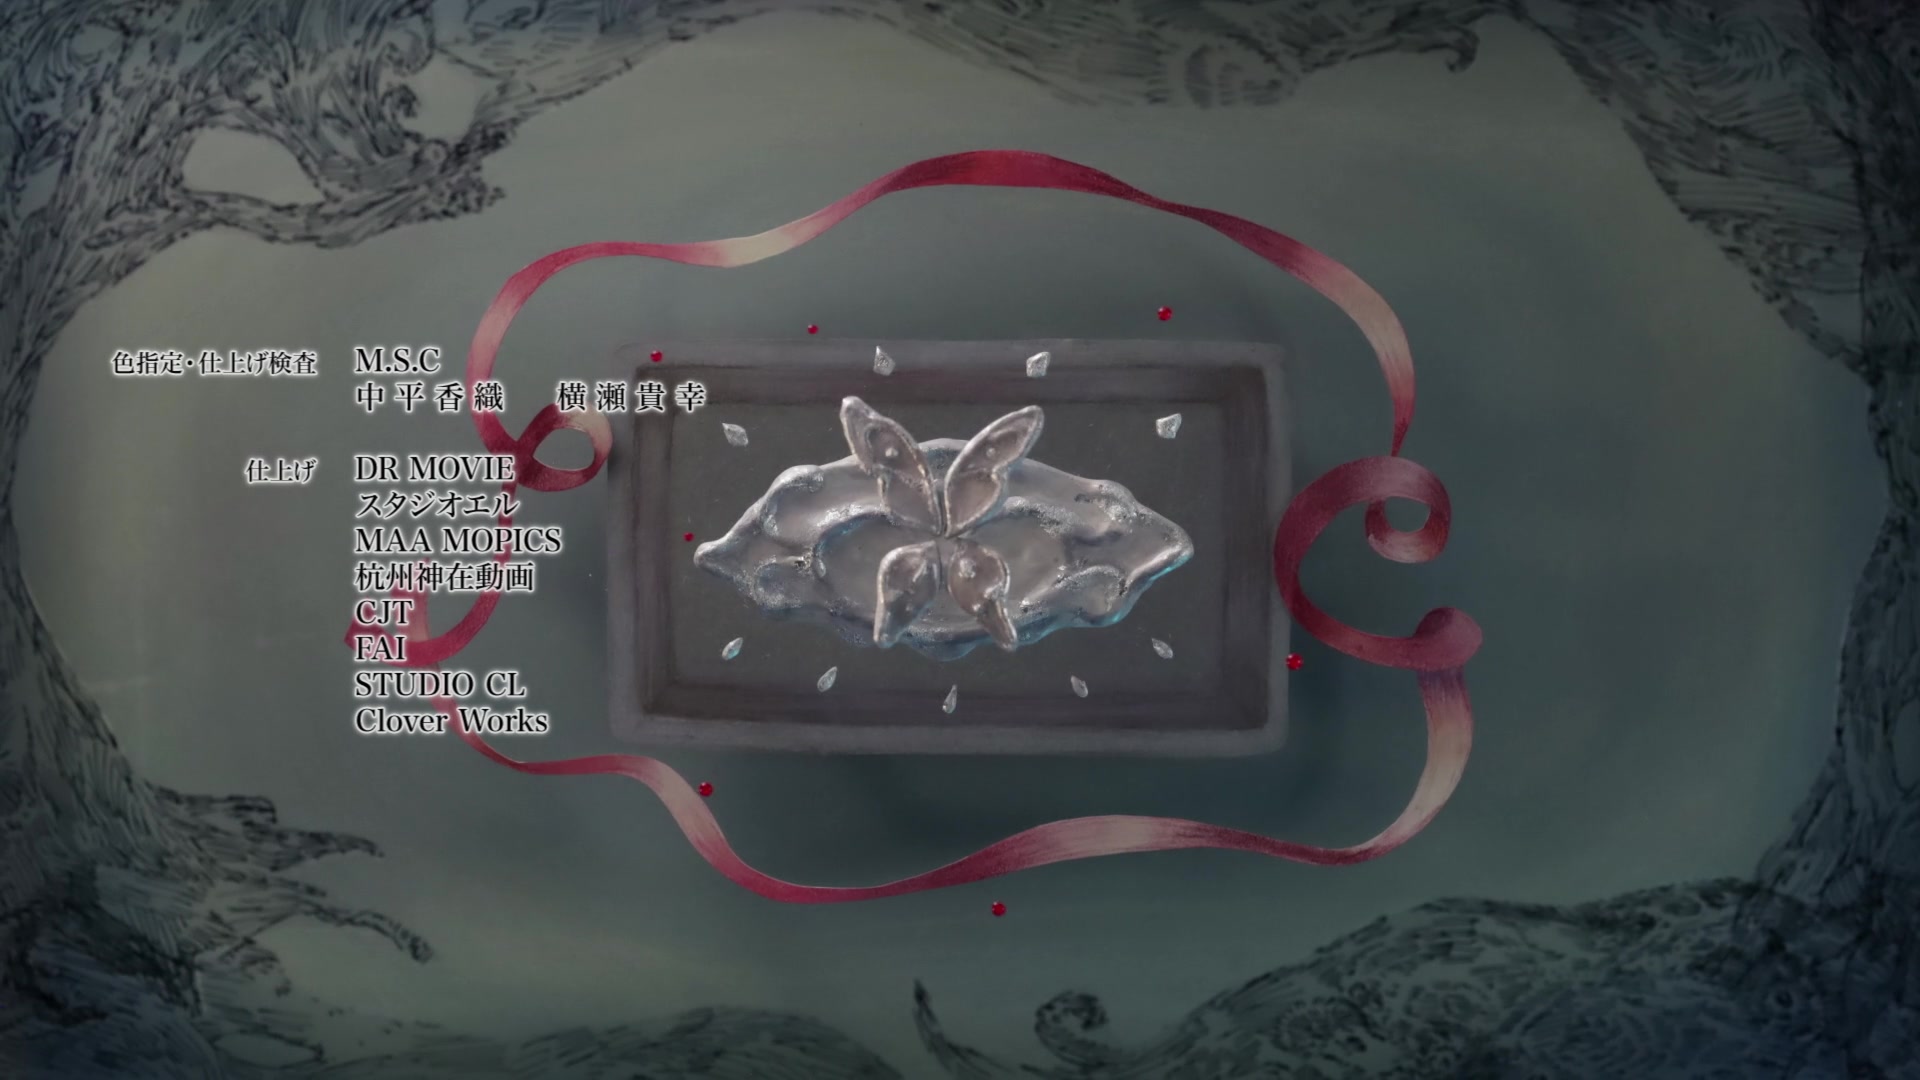 色指定・仕上げ検査 M.S.C
中平香織 横瀬貴幸
仕上げ DR MOVIE
スタジオエル
MAA MOPICS
杭州神在動画
CJT
FAI
STUDIO CL
Clover Works